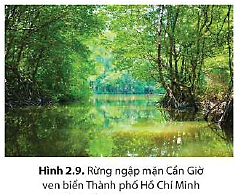 Hình 2.9. Rừng ngập mặn Cần Giờ
ven biển Thành phố Hồ Chí Minh